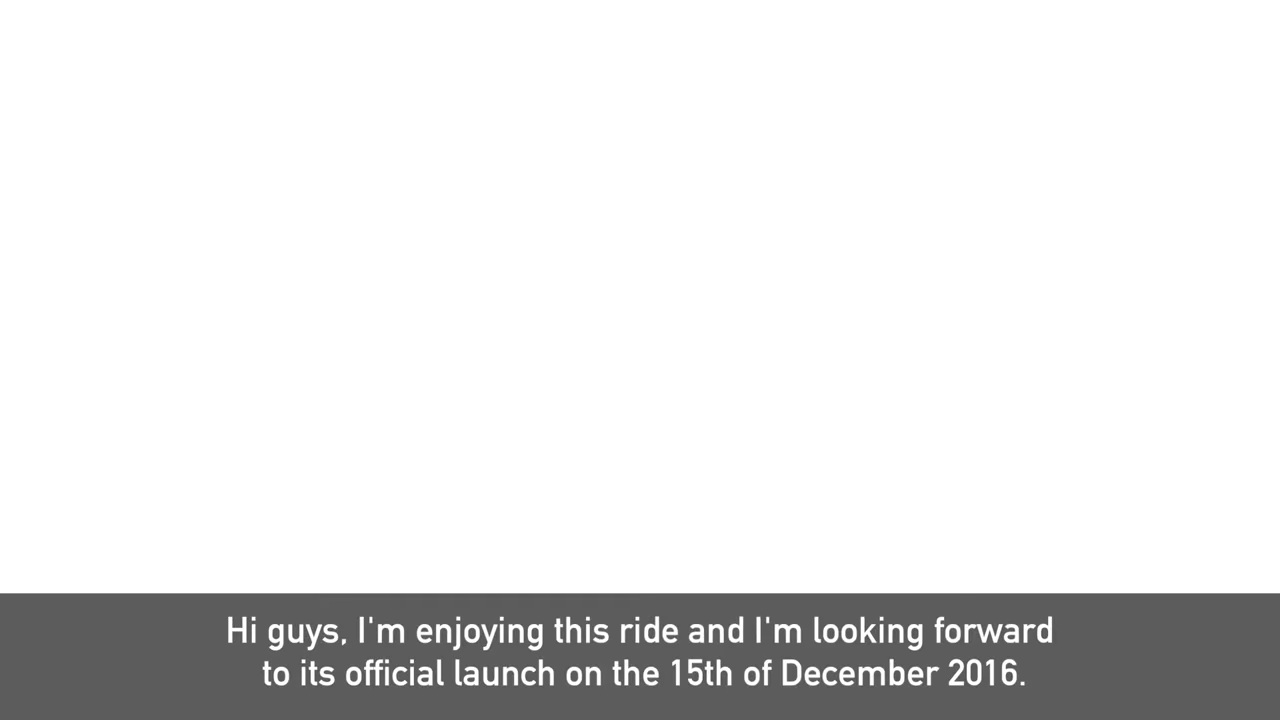 Hi guys, I'm enjoying this ride and I'm looking forward
to its official launch on the 15th of December 2016.